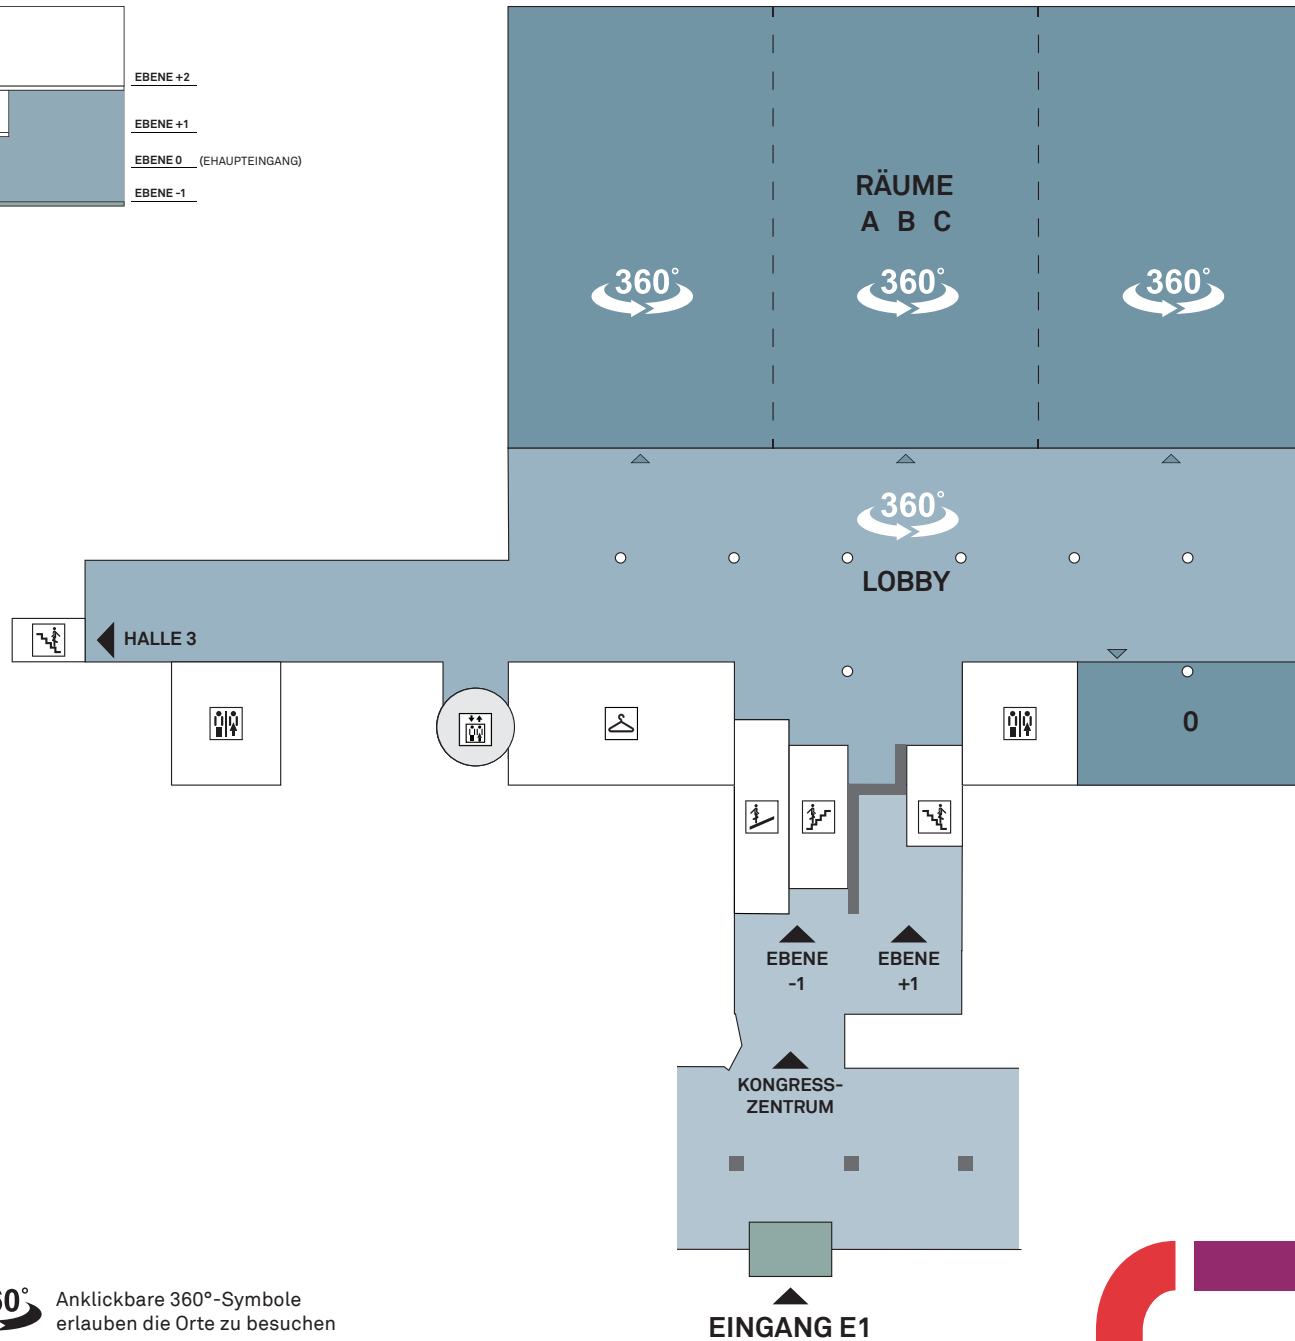 EBENE +2
EBENE +1
EBENE 0 (EHAUPTEINGANG)
EBENE -1
RÄUME
A B C
360°
360°
360°
360°
LOBBY
HALLE 3
0
EBENE
-1
EBENE
+1
KONGRESS-
ZENTRUM
Anklickbare 360°-Symbole
erlauben die Orte zu besuchen
EINGANG E1